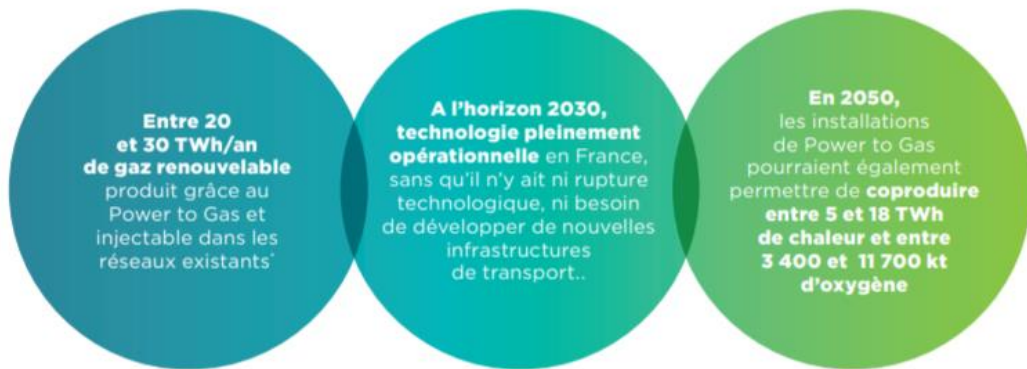 Entre 20
et 30 TWh/an
de gaz renouvelable
produit grâce au
Power to Gas et
injectable dans les
réseaux existants*
A l'horizon 2030,
technologie pleinement
opérationnelle en France,
sans qu'il n'y ait ni rupture
technologique, ni besoin
de développer de nouvelles
infrastructures
de transport..
En 2050,
les installations
de Power to Gas
pourraient également
permettre de coproduire
entre 5 et 18 TWh
de chaleur et entre
3 400 et 11 700 kt
d'oxygène